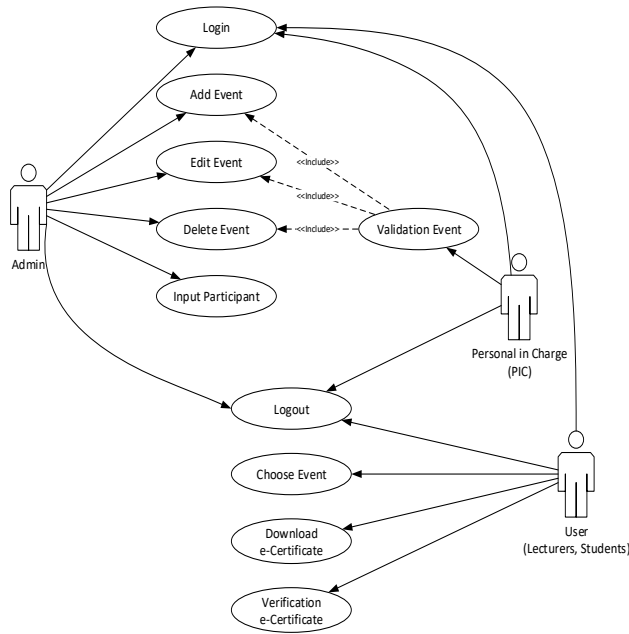 Login
Add Event
<<Include>>
Edit Event
<<Include>>
Delete Event
<<Include>>
Validation Event
Admin
Input Participant
Personal in Charge
(PIC)
Logout
Choose Event
User
(Lecturers, Students)
Download
e-Certificate
Verification
e-Certificate